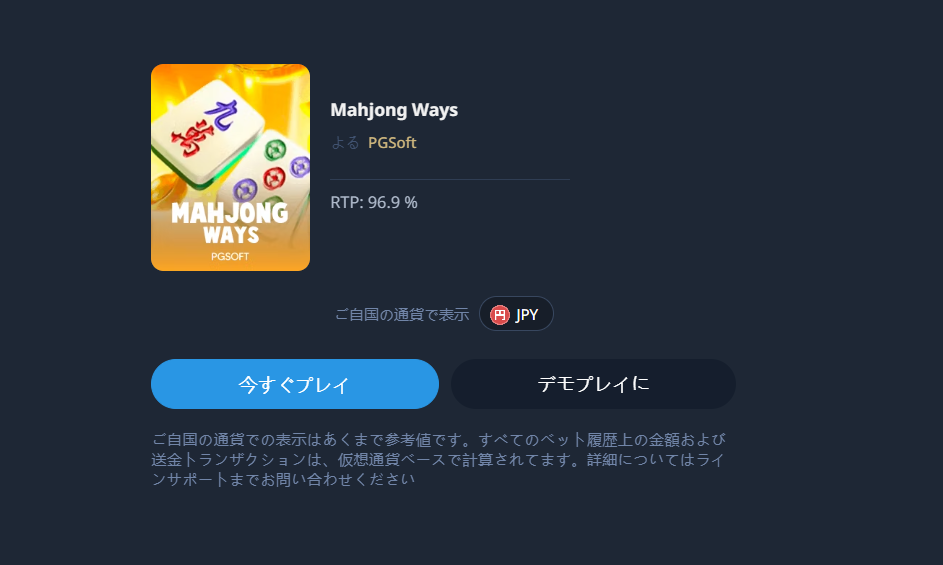 九萬
MAHJONG
WAYS
PGSOFT
Mahjong Ways
よる PGSoft
RTP: 96.9 %
ご自国の通貨で表示 円 JPY
今すぐプレイ デモプレイに
ご自国の通貨での表示はあくまで参考値です。すべてのベット履歴上の金額および
送金トランザクションは、仮想通貨ベースで計算されてます。詳細についてはライ
ンサポートまでお問い合わせください